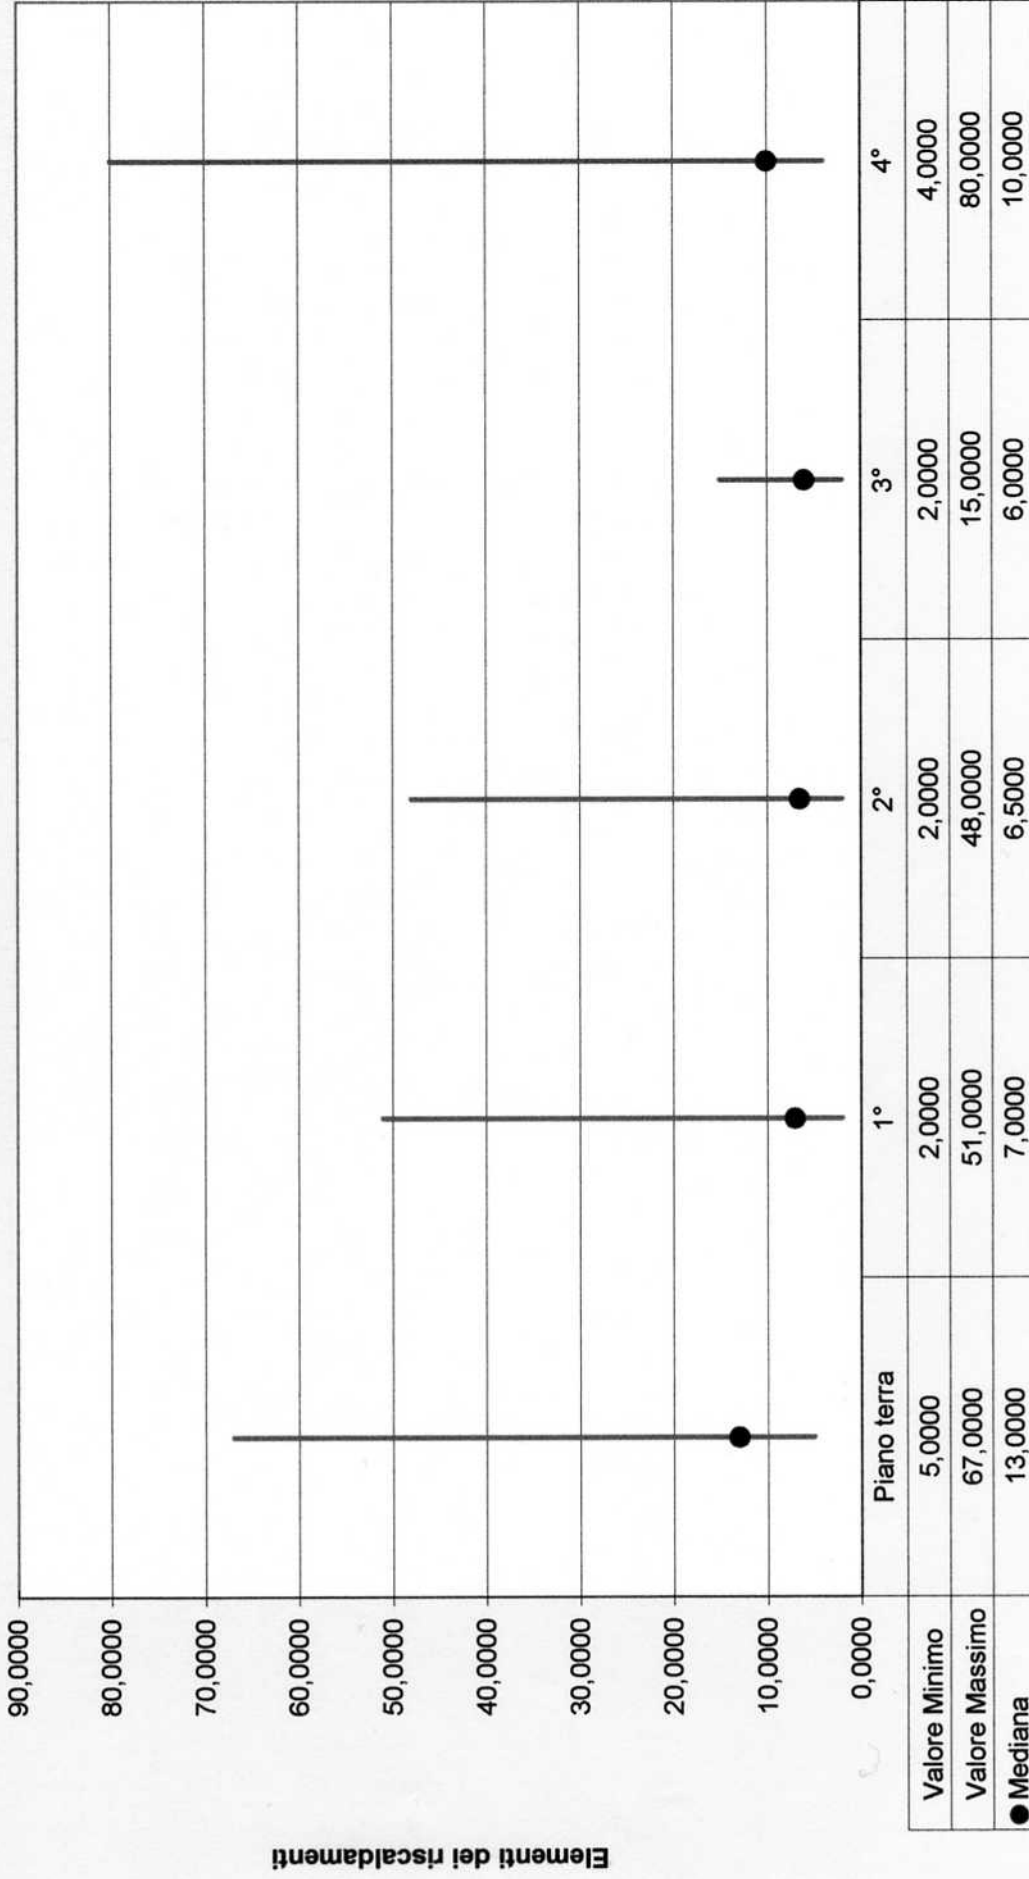 90,0000
80,0000
70,0000
60,0000
50,0000
40,0000
30,0000
20,0000
10,0000
0,0000
Elementi dei riscaldamenti
Piano terra 1° 2° 3° 4°
Valore Minimo 5,0000 2,0000 2,0000 2,0000 4,0000
Valore Massimo 67,0000 51,0000 48,0000 15,0000 80,0000
Mediana 13,0000 7,0000 6,5000 6,0000 10,0000